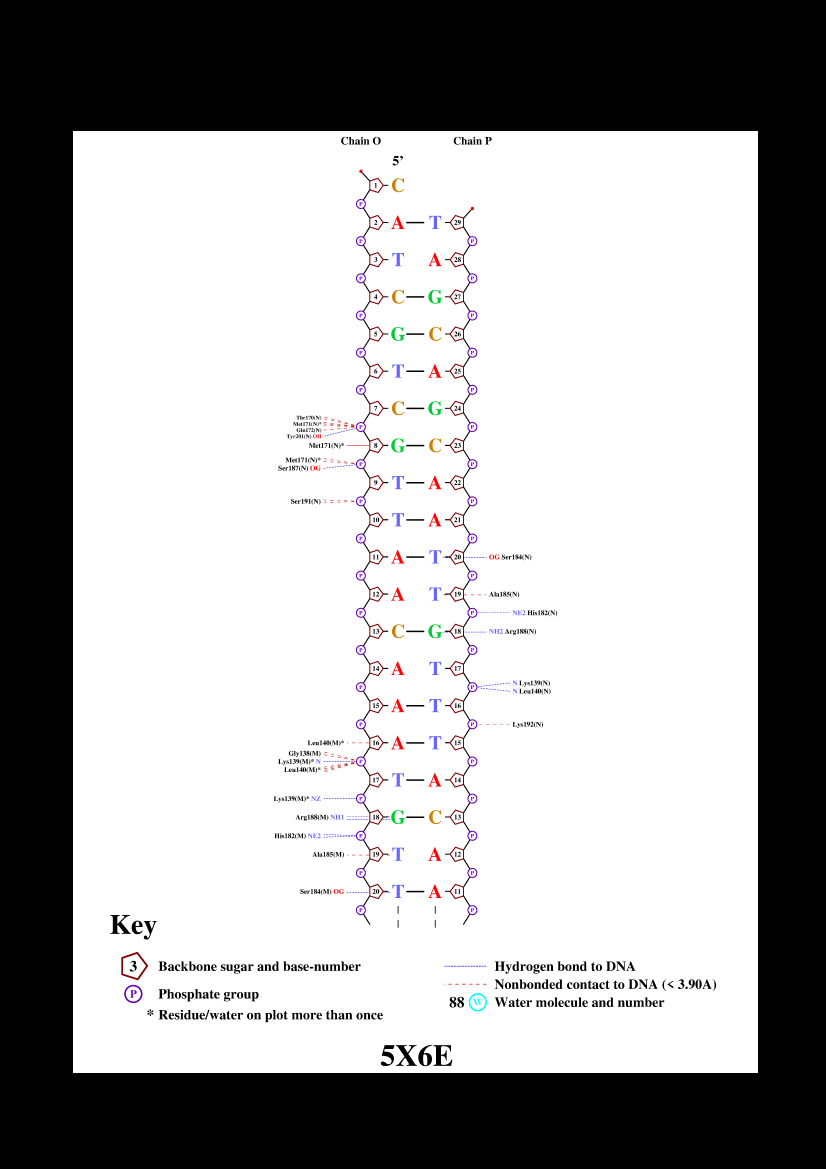 Chain O Chain P
5’
1 C
P
2 A T 29
P P
3 T A 28
P P
4 C G 27
P P
5 G C 26
P P
6 T A 25
P P
7 C G 24
Thr170(N)
Met171(N)*
Gln172(N)
Tyr201(N) OH
P P
Met171(N)* 8 G C 23
Met171(N)*
Ser187(N) OG
P P
9 T A 22
Ser191(N) P P
10 T A 21
P P
11 A T 20 OG Ser184(N)
P P
12 A T 19 Ala185(N)
P P NE2 His182(N)
13 C G 18 NH2 Arg188(N)
P P
14 A T 17
P P N Lys139(N)
N Leu140(N)
15 A T 16
P P Lys192(N)
Leu140(M)* 16 A T 15
Gly138(M)
Lys139(M)* N P P
Leu140(M)*
17 T A 14
Lys139(M)* NZ P P
Arg188(M) NH1 18 G C 13
His182(M) NE2 P P
Ala185(M) 19 T A 12
P P
Ser184(M) OG 20 T A 11
P P
Key
3 Backbone sugar and base-number
P Phosphate group
* Residue/water on plot more than once
Hydrogen bond to DNA
Nonbonded contact to DNA (< 3.90A)
88 W Water molecule and number
5X6E